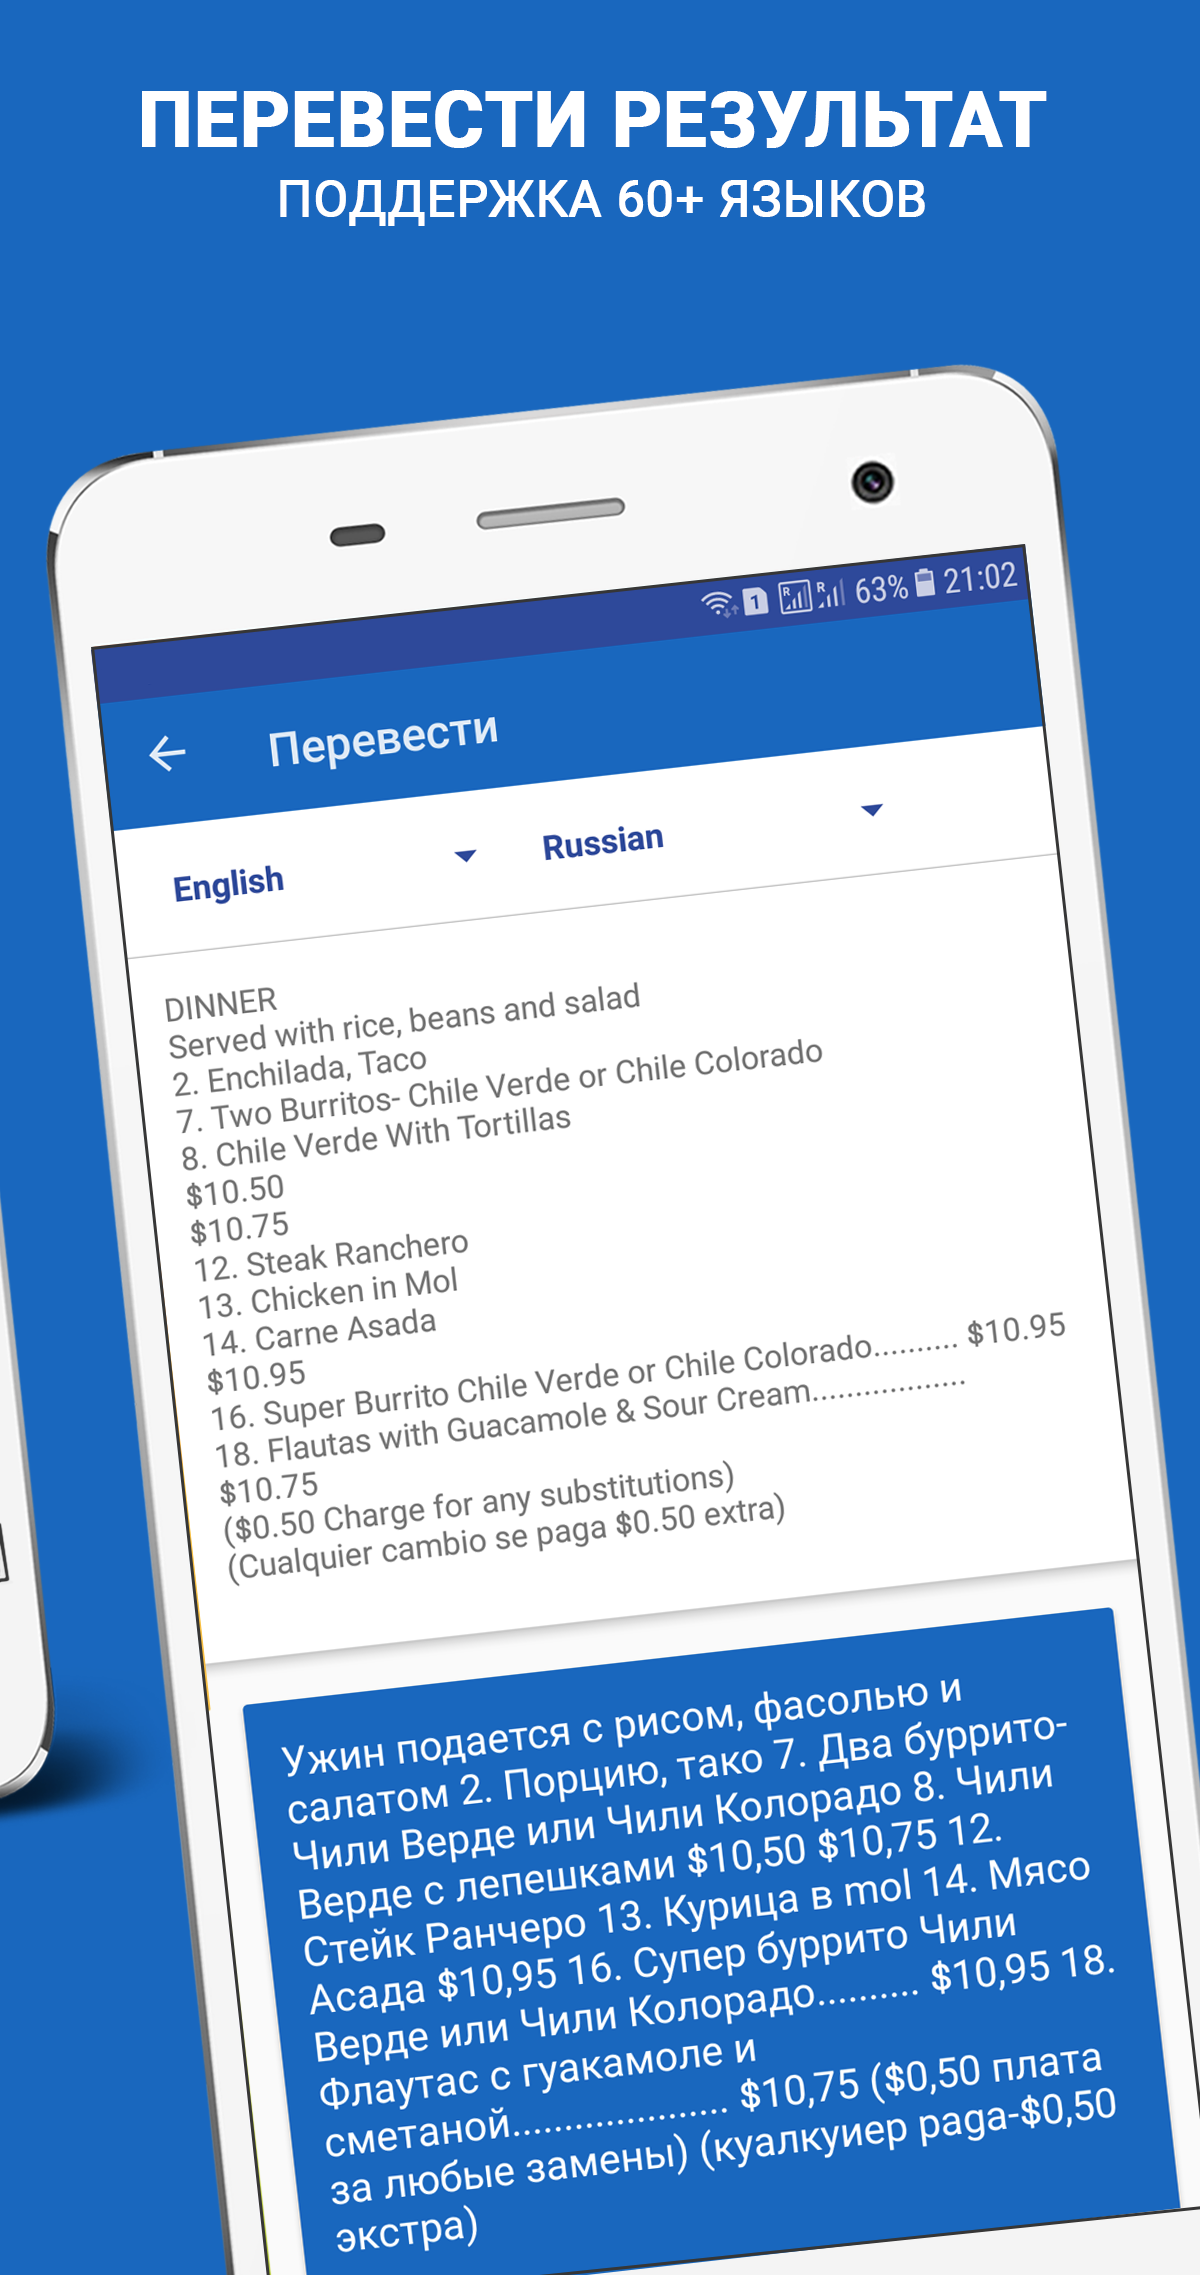 ПЕРЕВЕСТИ РЕЗУЛЬТАТ
ПОДДЕРЖКА 60+ ЯЗЫКОВ
1 R R 63% 21:02
Перевести
English Russian
DINNER
Served with rice, beans and salad
2. Enchilada, Taco
7. Two Burritos- Chile Verde or Chile Colorado
8. Chile Verde With Tortillas
$10.50
$10.75
12. Steak Ranchero
13. Chicken in Mol
14. Carne Asada
$10.95
16. Super Burrito Chile Verde or Chile Colorado.......... $10.95
18. Flautas with Guacamole & Sour Cream..................
$10.75
($0.50 Charge for any substitutions)
(Cualquier cambio se paga $0.50 extra)
Ужин подается с рисом, фасолью и
салатом 2. Порцию, тако 7. Два буррито-
Чили Верде или Чили Колорадо 8. Чили
Верде с лепешками $10,50 $10,75 12.
Стейк Ранчеро 13. Курица в mol 14. Мясо
Асада $10,95 16. Супер буррито Чили
Верде или Чили Колорадо.......... $10,95 18.
Флаутас с гуакамоле и
сметаной..................... $10,75 ($0,50 плата
за любые замены) (куалкуиер paga-$0,50
экстра)